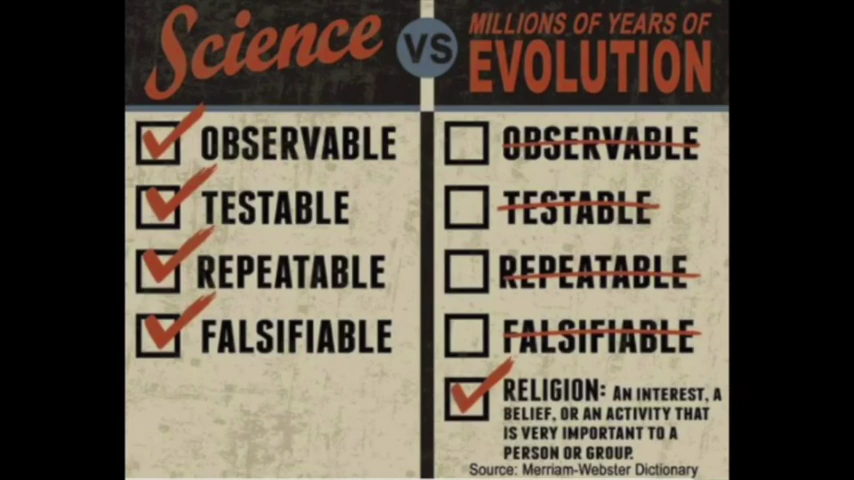 Science
VS
MILLIONS OF YEARS OF
EVOLUTION
OBSERVABLE
TESTABLE
REPEATABLE
FALSIFIABLE
OBSERVABLE
TESTABLE
REPEATABLE
FALSIFIABLE
RELIGION: AN INTEREST, A
BELIEF, OR AN ACTIVITY THAT
IS VERY IMPORTANT TO A
PERSON OR GROUP.
Source: Merriam-Webster Dictionary